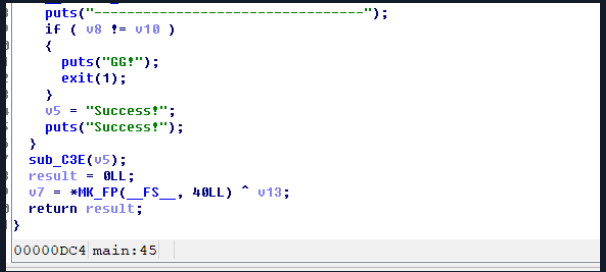 puts("--------------------------------");
if ( v8 != v10 )
{
puts("GG!");
exit(1);
}
v5 = "Success!";
puts("Success!");
}
sub_C3E(v5);
result = 0LL;
v7 = *MK_FP(__FS__, 40LL) ^ v13;
return result;
}
00000DC4 main:45